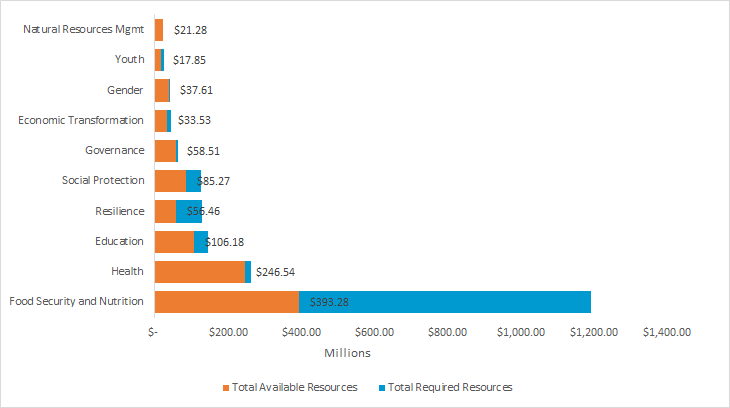 Natural Resources Mgmt $21.28
Youth $17.85
Gender $37.61
Economic Transformation $33.53
Governance $58.51
Social Protection $85.27
Resilience $56.46
Education $106.18
Health $246.54
Food Security and Nutrition $393.28
$- $200.00 $400.00 $600.00 $800.00 $1,000.00 $1,200.00 $1,400.00
Millions
Total Available Resources Total Required Resources